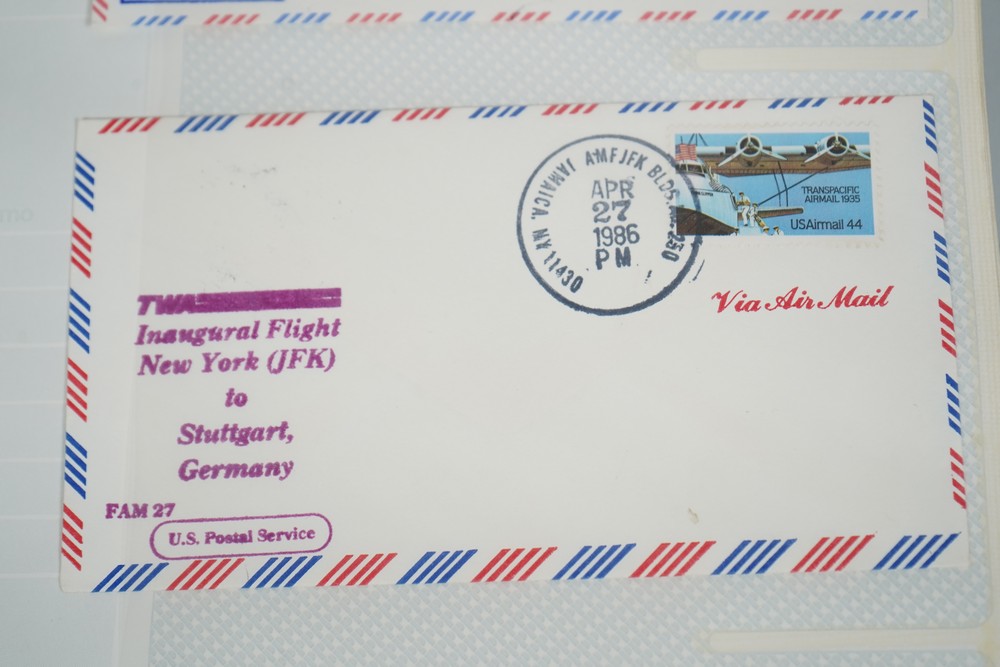 TWA
Inaugural Flight
New York (JFK)
to
Stuttgart,
Germany
FAM 27
U.S. Postal Service
JAMAICA, NY 11430 AMF JFK BLDG. 250
APR
27
1986
PM
TRANSPACIFIC
AIRMAIL 1935
USAirmail 44
Via Air Mail